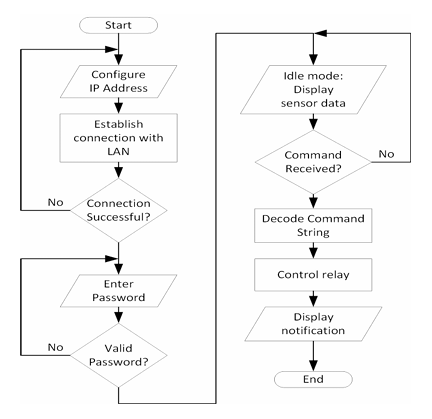 Start
Configure
IP Address
Establish
connection with
LAN
No
Connection
Successful?
Enter
Password
No
Valid
Password?
Idle mode:
Display
sensor data
Command
Received?
No
Decode Command
String
Control relay
Display
notification
End